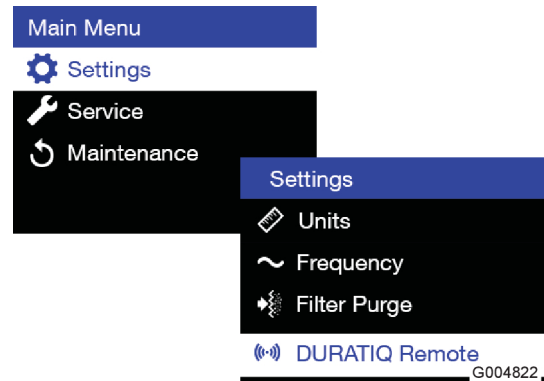 Main Menu
Settings
Service
Maintenance
Settings
Units
Frequency
Filter Purge
DURATIQ Remote
G004822